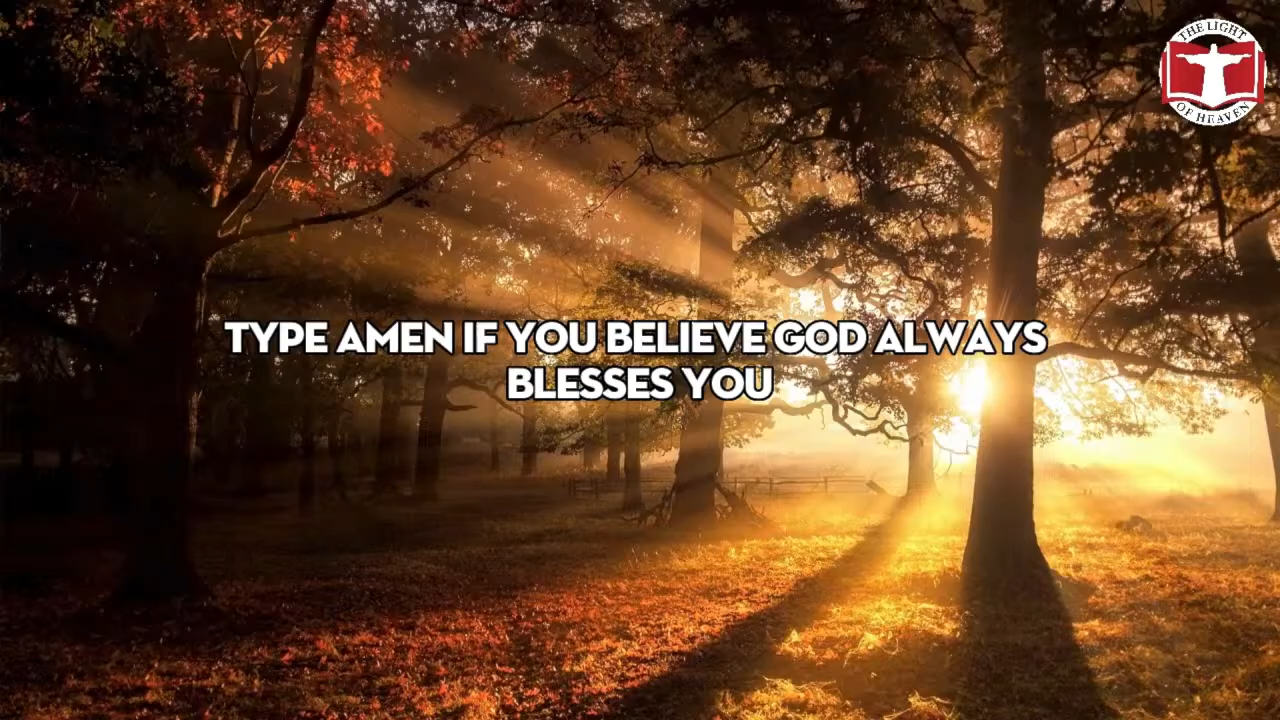 THE LIGHT
OF HEAVEN
TYPE AMEN IF YOU BELIEVE GOD ALWAYS
BLESSES YOU